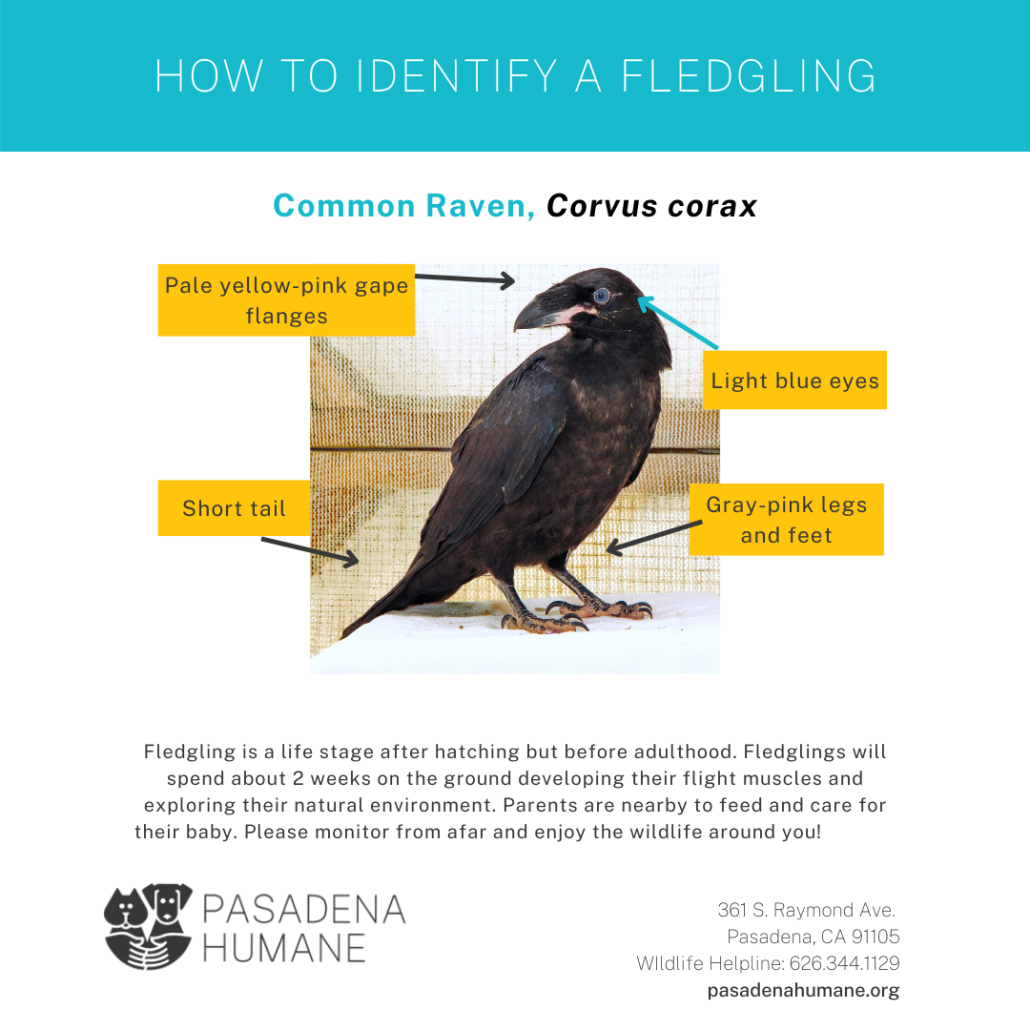 HOW TO IDENTIFY A FLEDGLING
Common Raven, Corvus corax
Pale yellow-pink gape
flanges
Light blue eyes
Short tail
Gray-pink legs
and feet
Fledgling is a life stage after hatching but before adulthood. Fledglings will
spend about 2 weeks on the ground developing their flight muscles and
exploring their natural environment. Parents are nearby to feed and care for
their baby. Please monitor from afar and enjoy the wildlife around you!
PASADENA
HUMANE
361 S. Raymond Ave.
Pasadena, CA 91105
WIldlife Helpline: 626.344.1129
pasadenahumane.org